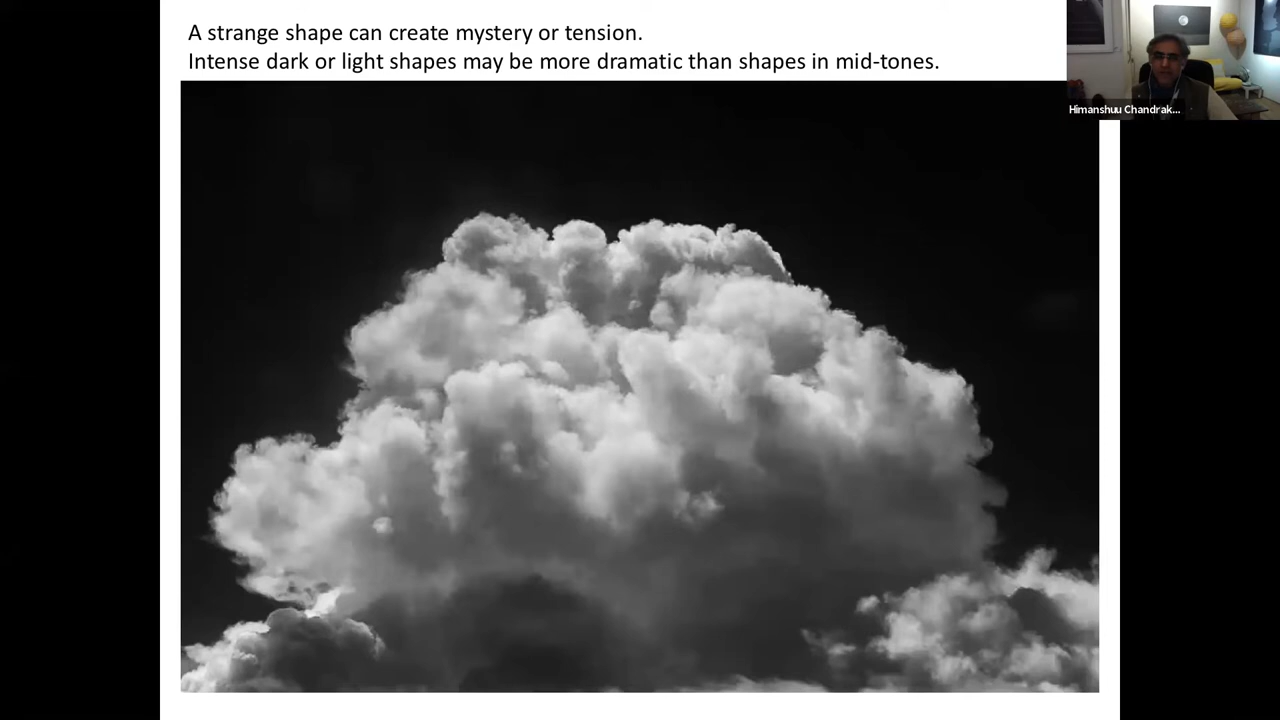 A strange shape can create mystery or tension.
Intense dark or light shapes may be more dramatic than shapes in mid-tones.
Himanshuu Chandrak...